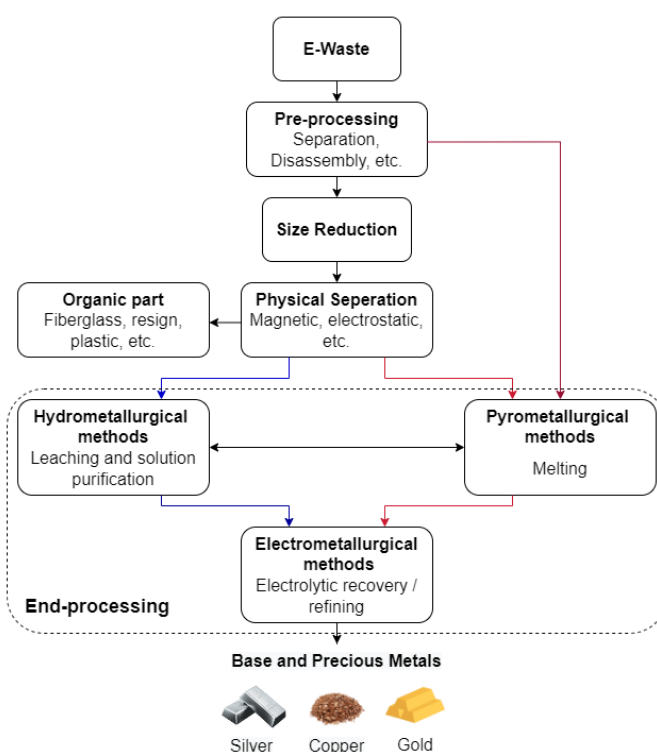 E-Waste
Pre-processing
Separation,
Disassembly, etc.
Size Reduction
Organic part
Fiberglass, resign,
plastic, etc.
Physical Seperation
Magnetic, electrostatic,
etc.
Hydrometallurgical
methods
Leaching and solution
purification
Pyrometallurgical
methods
Melting
Electrometallurgical
methods
Electrolytic recovery /
refining
End-processing
Base and Precious Metals
Silver
Copper
Gold